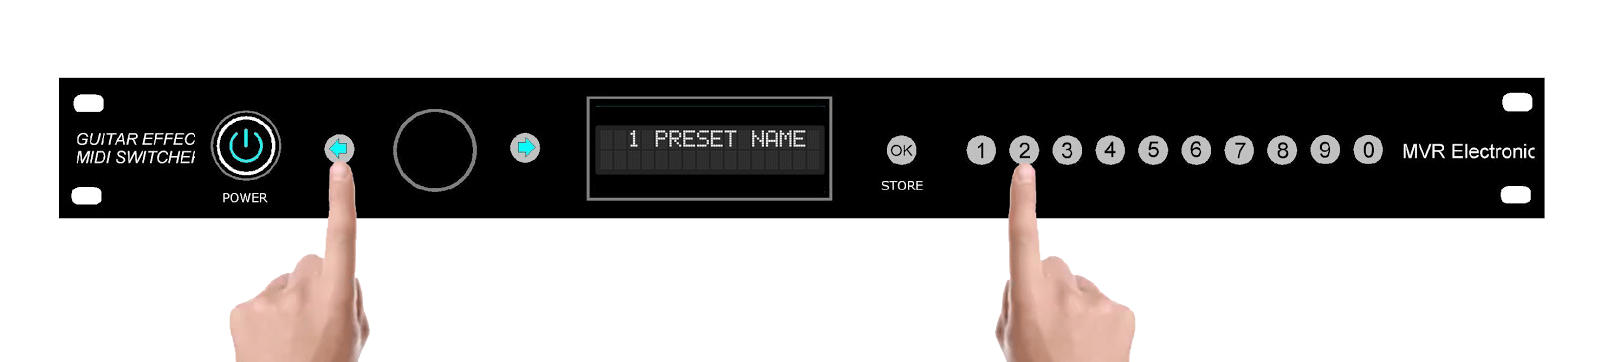 GUITAR EFFEC
MIDI SWITCHER
POWER
1 PRESET NAME
OK
STORE
1 2 3 4 5 6 7 8 9 0
MVR Electronic